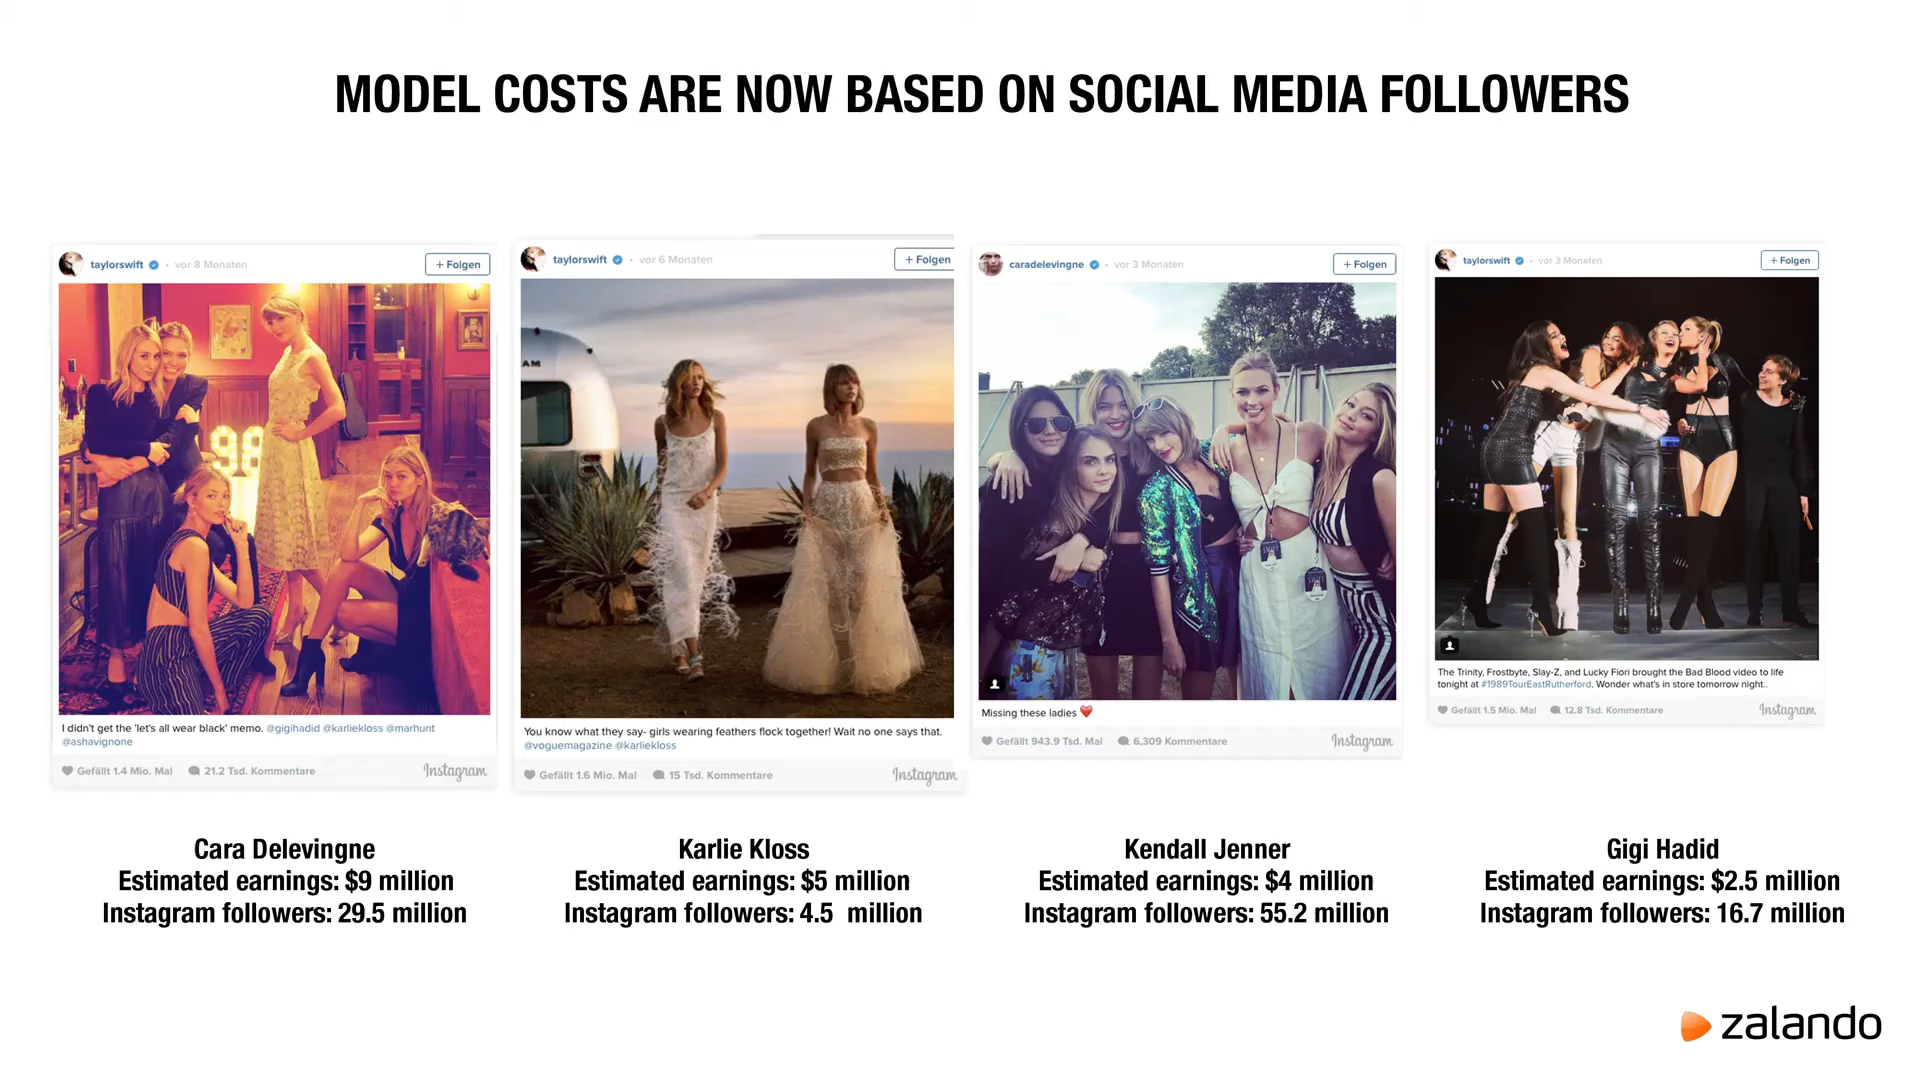 MODEL COSTS ARE NOW BASED ON SOCIAL MEDIA FOLLOWERS
taylorswift • vor 8 Monaten
+ Folgen
98
I didn't get the 'let's all wear black' memo. @gigihadid @karliekloss @marhunt
@ashavignone
Gefällt 1.4 Mio. Mal 21.2 Tsd. Kommentare
Instagram
taylorswift • vor 6 Monaten
+ Folgen
AM
You know what they say- girls wearing feathers flock together! Wait no one says that.
@voguemagazine @karliekloss
Gefällt 1.6 Mio. Mal 15 Tsd. Kommentare
Instagram
caradelevingne • vor 3 Monaten
+ Folgen
Missing these ladies ❤️
Gefällt 943.9 Tsd. Mal 6,309 Kommentare
Instagram
taylorswift • vor 3 Monaten
+ Folgen
The Trinity, Frostbyte, Slay-Z, and Lucky Fiori brought the Bad Blood video to life
tonight at #1989TourEastRutherford. Wonder what's in store tomorrow night..
Gefällt 1.5 Mio. Mal 12.8 Tsd. Kommentare
Instagram
Cara Delevingne
Estimated earnings: $9 million
Instagram followers: 29.5 million
Karlie Kloss
Estimated earnings: $5 million
Instagram followers: 4.5 million
Kendall Jenner
Estimated earnings: $4 million
Instagram followers: 55.2 million
Gigi Hadid
Estimated earnings: $2.5 million
Instagram followers: 16.7 million
zalando